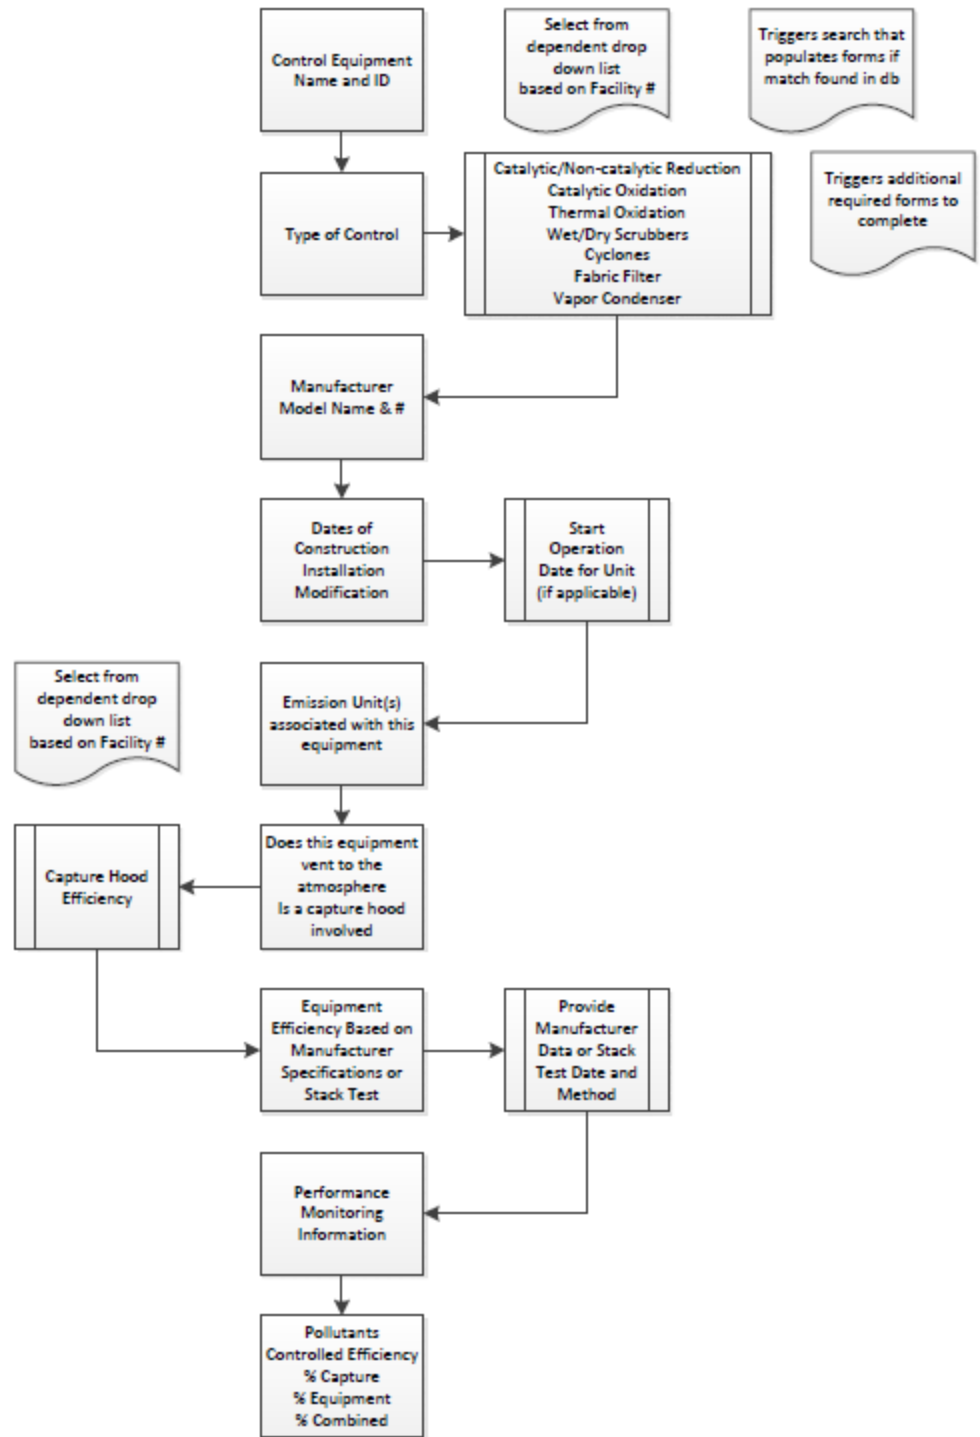 Control Equipment
Name and ID
Select from
dependent drop
down list
based on Facility #
Triggers search that
populates forms if
match found in db
Type of Control
Catalytic/Non-catalytic Reduction
Catalytic Oxidation
Thermal Oxidation
Wet/Dry Scrubbers
Cyclones
Fabric Filter
Vapor Condenser
Triggers additional
required forms to
complete
Manufacturer
Model Name & #
Dates of
Construction
Installation
Modification
Start
Operation
Date for Unit
(if applicable)
Select from
dependent drop
down list
based on Facility #
Emission Unit(s)
associated with this
equipment
Capture Hood
Efficiency
Does this equipment
vent to the
atmosphere
Is a capture hood
involved
Equipment
Efficiency Based on
Manufacturer
Specifications or
Stack Test
Provide
Manufacturer
Data or Stack
Test Date and
Method
Performance
Monitoring
Information
Pollutants
Controlled Efficiency
% Capture
% Equipment
% Combined